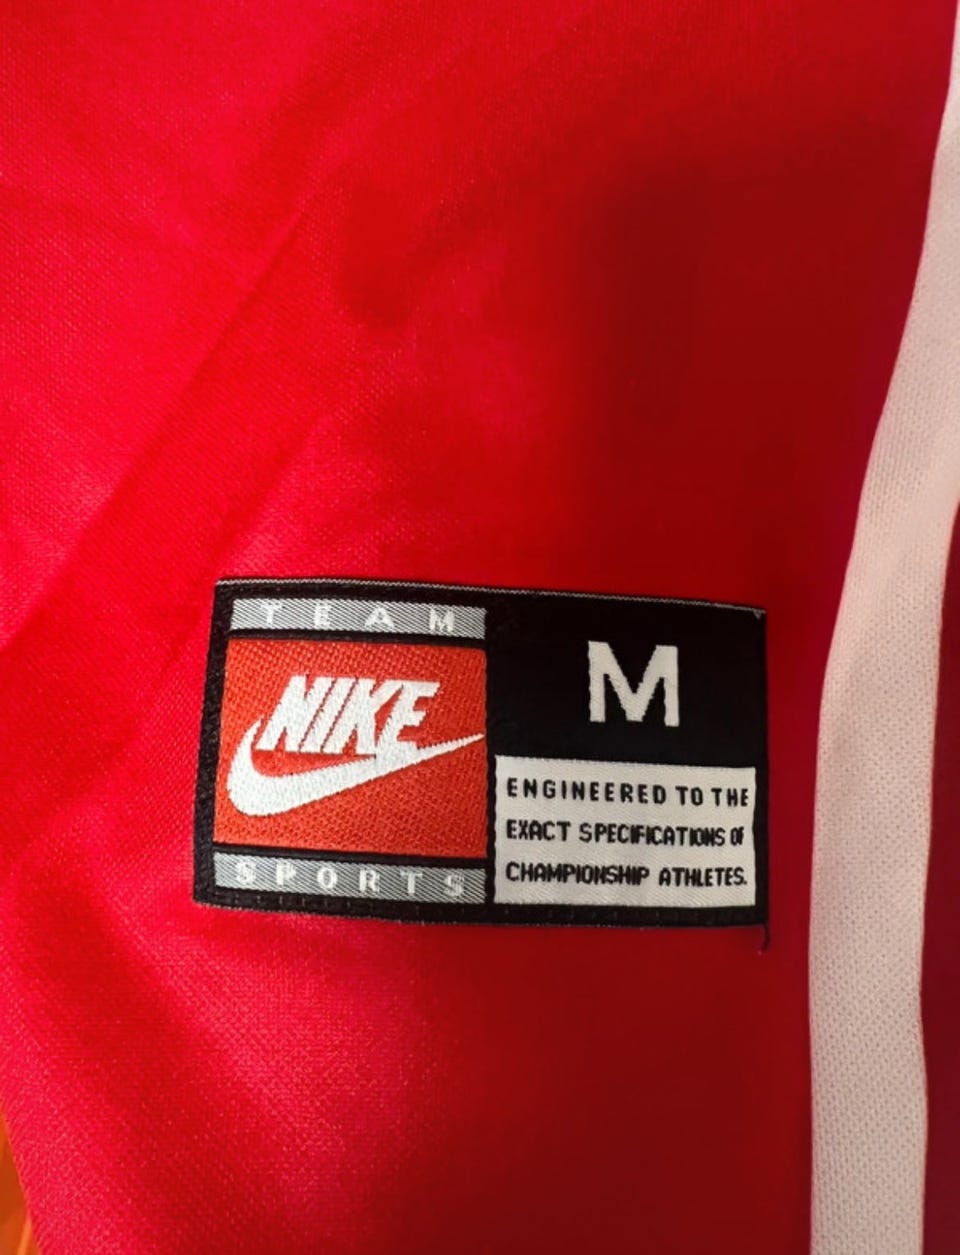 TEAM
NIKE
SPORTS
M
ENGINEERED TO THE
EXACT SPECIFICATIONS OF
CHAMPIONSHIP ATHLETES.